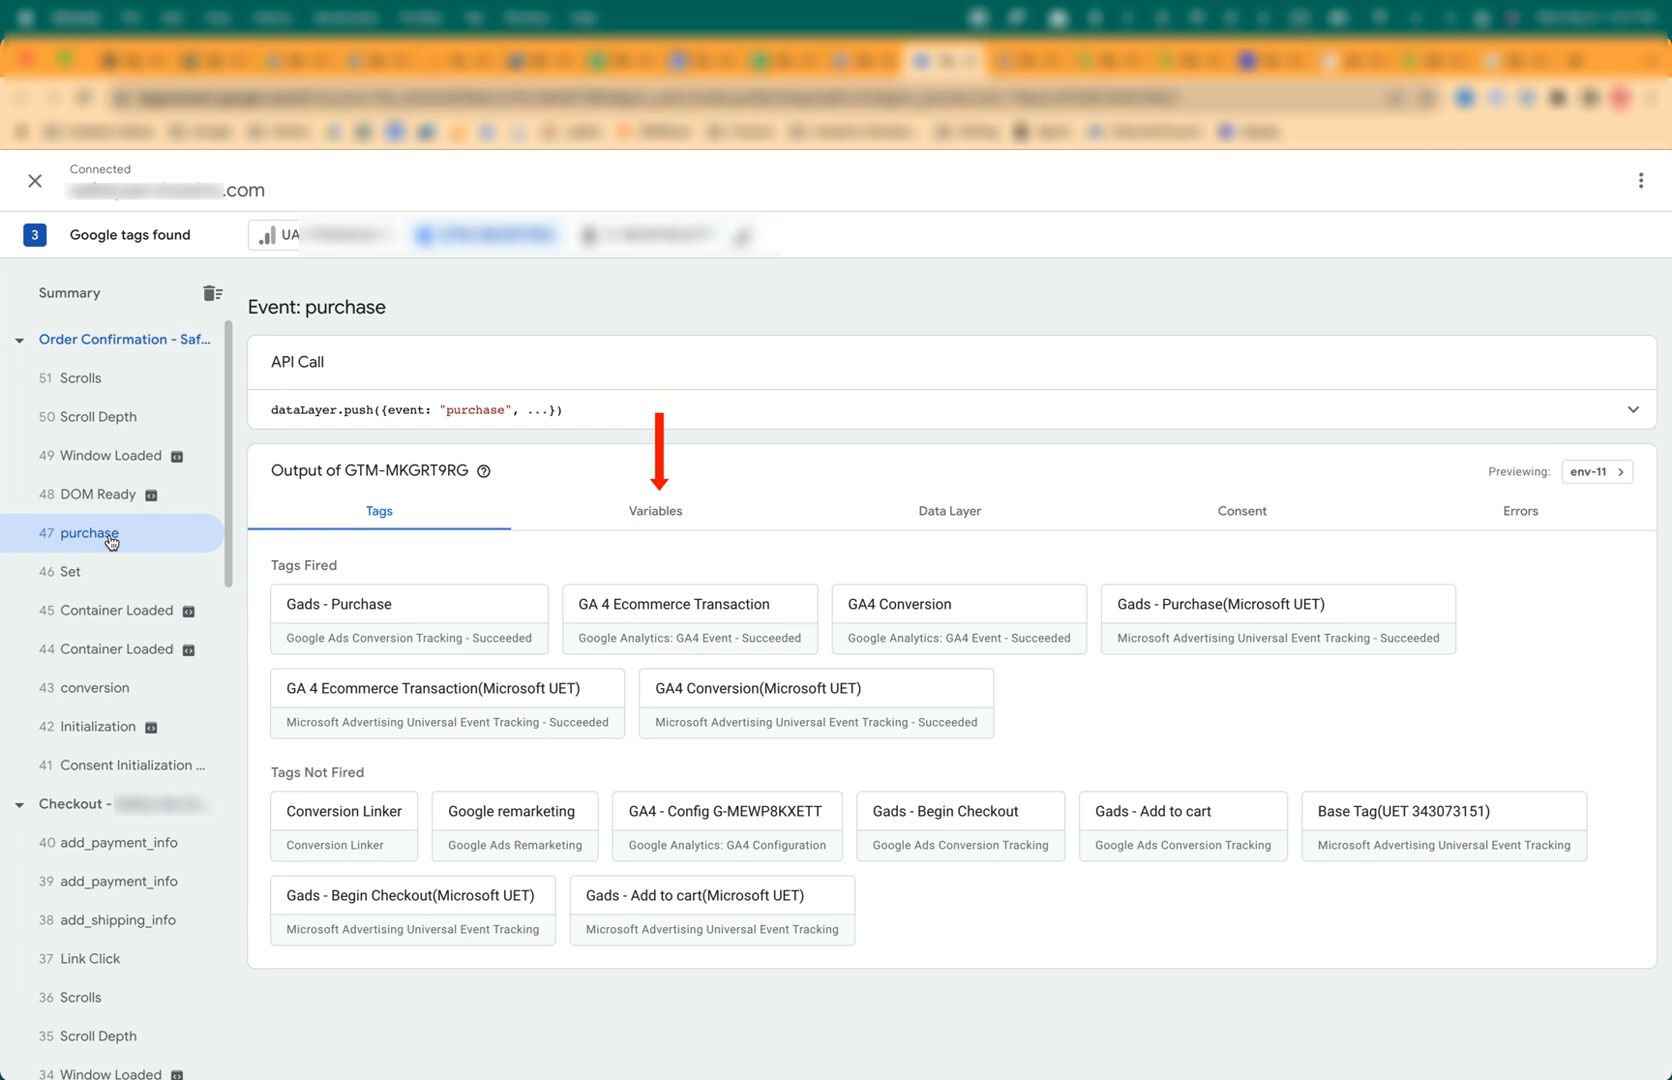 Connected
.com
3
Google tags found
UA
Summary
Order Confirmation - Saf...
51 Scrolls
50 Scroll Depth
49 Window Loaded
48 DOM Ready
47 purchase
46 Set
45 Container Loaded
44 Container Loaded
43 conversion
42 Initialization
41 Consent Initialization ...
Checkout -
40 add_payment_info
39 add_payment_info
38 add_shipping_info
37 Link Click
36 Scrolls
35 Scroll Depth
34 Window Loaded
Event: purchase
API Call
dataLayer.push({event: "purchase", ...})
Output of GTM-MKGRT9RG
Previewing: env-11
Tags
Variables
Data Layer
Consent
Errors
Tags Fired
Gads - Purchase
Google Ads Conversion Tracking - Succeeded
GA 4 Ecommerce Transaction
Google Analytics: GA4 Event - Succeeded
GA4 Conversion
Google Analytics: GA4 Event - Succeeded
Gads - Purchase(Microsoft UET)
Microsoft Advertising Universal Event Tracking - Succeeded
GA 4 Ecommerce Transaction(Microsoft UET)
Microsoft Advertising Universal Event Tracking - Succeeded
GA4 Conversion(Microsoft UET)
Microsoft Advertising Universal Event Tracking - Succeeded
Tags Not Fired
Conversion Linker
Conversion Linker
Google remarketing
Google Ads Remarketing
GA4 - Config G-MEWP8KXETT
Google Analytics: GA4 Configuration
Gads - Begin Checkout
Google Ads Conversion Tracking
Gads - Add to cart
Google Ads Conversion Tracking
Base Tag(UET 343073151)
Microsoft Advertising Universal Event Tracking
Gads - Begin Checkout(Microsoft UET)
Microsoft Advertising Universal Event Tracking
Gads - Add to cart(Microsoft UET)
Microsoft Advertising Universal Event Tracking